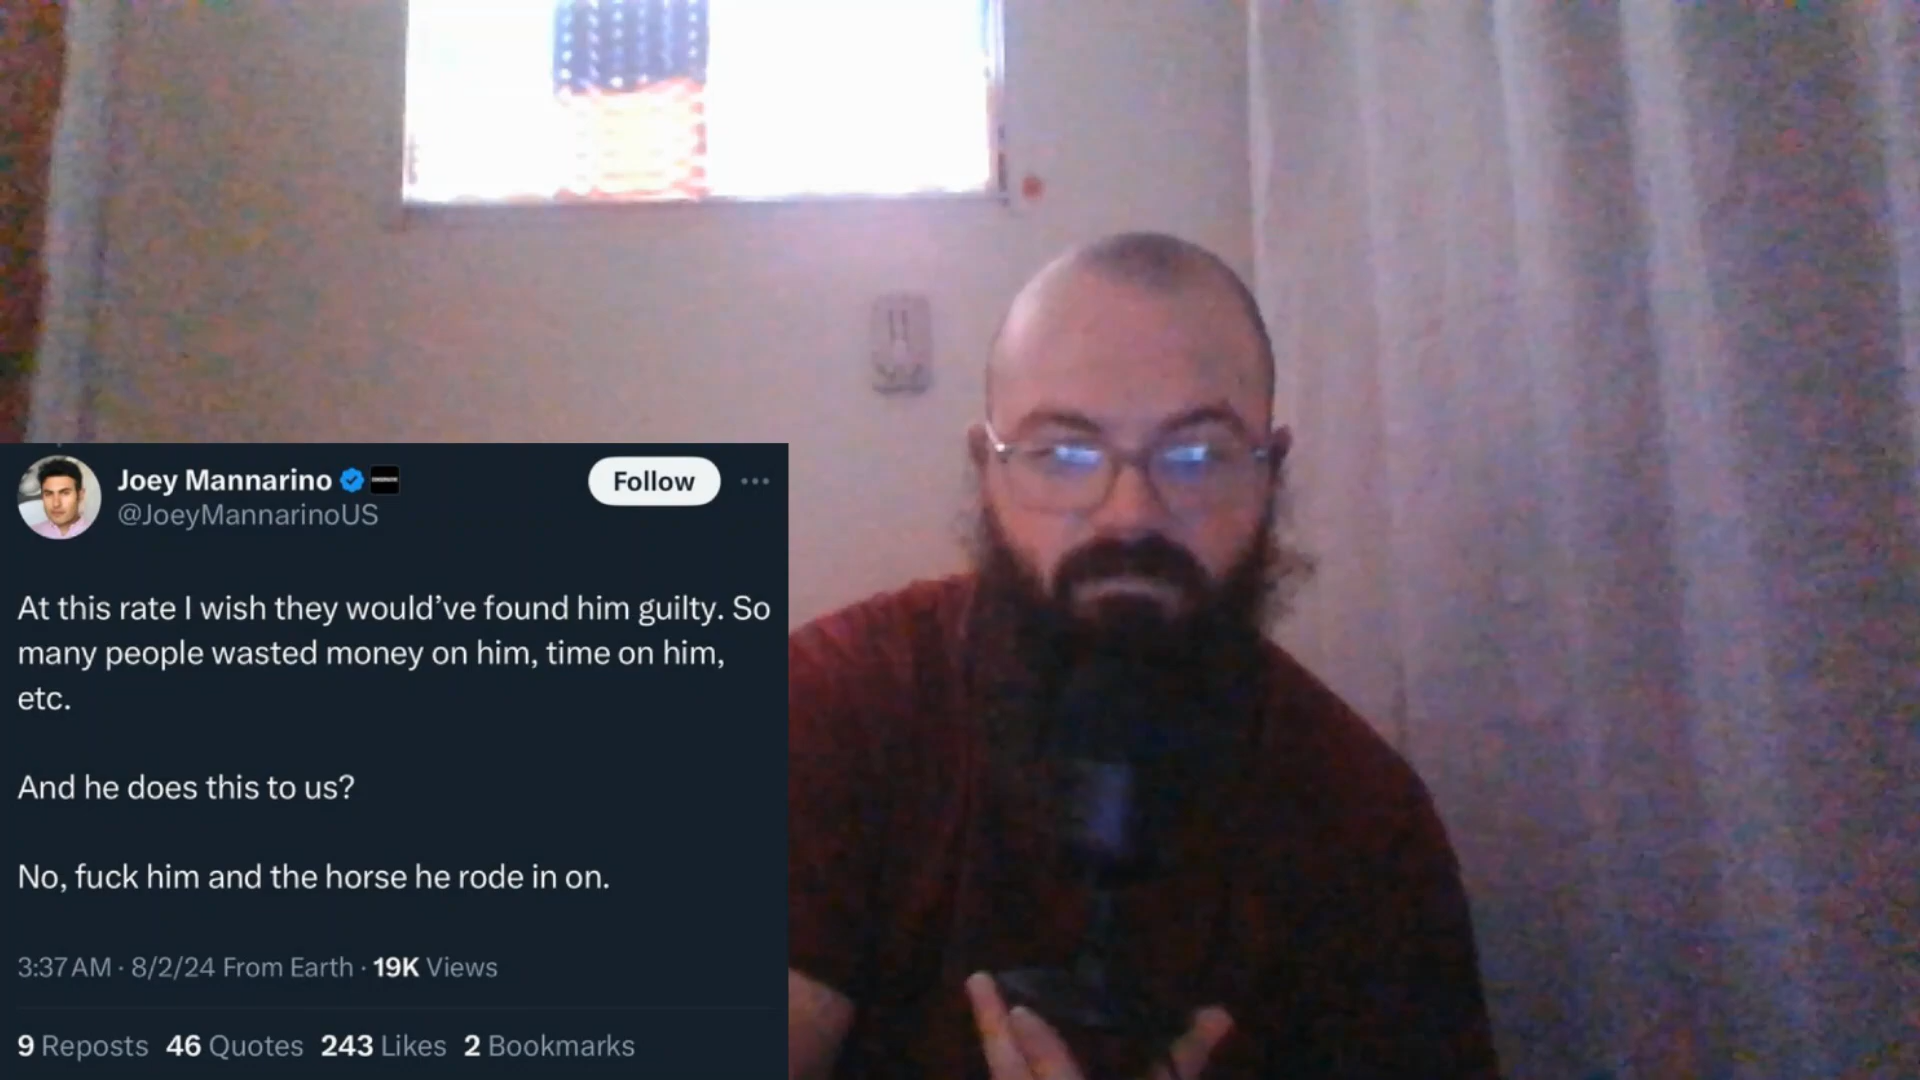 Joey Mannarino
Follow
@JoeyMannarinoUS
At this rate I wish they would’ve found him guilty. So
many people wasted money on him, time on him,
etc.
And he does this to us?
No, fuck him and the horse he rode in on.
3:37 AM · 8/2/24 From Earth · 19K Views
9 Reposts 46 Quotes 243 Likes 2 Bookmarks